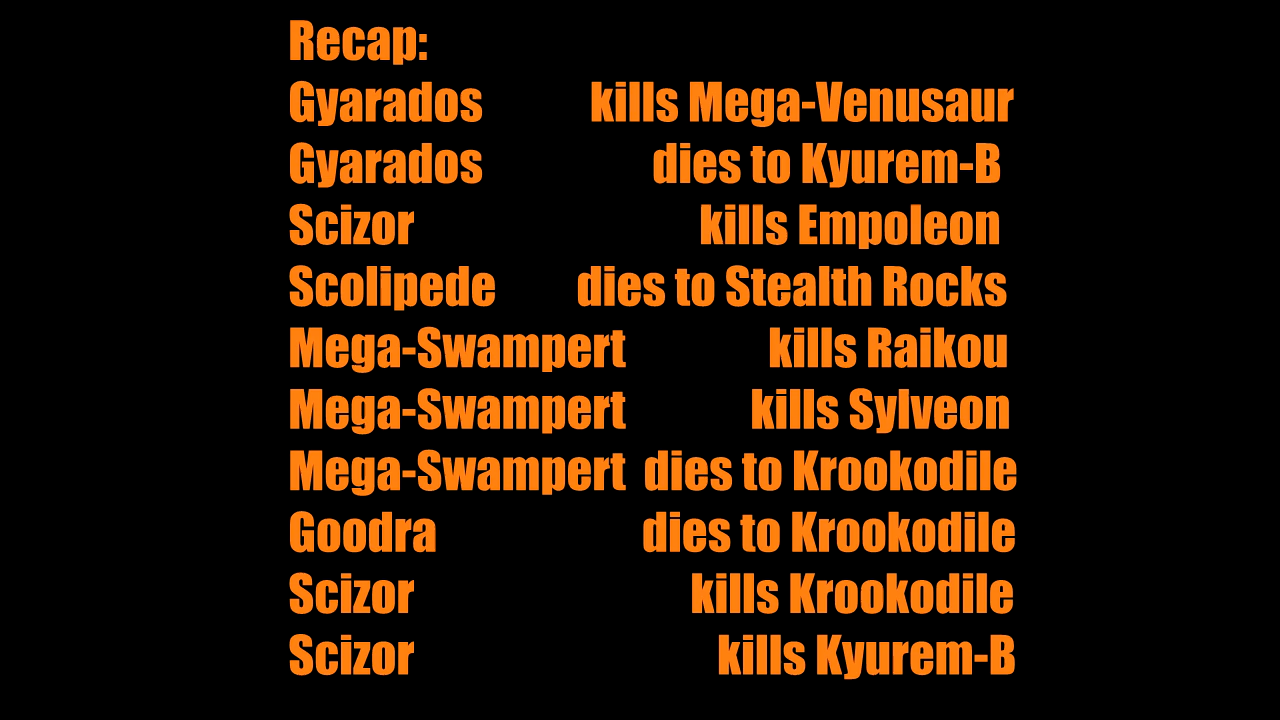 Recap:
Gyarados kills Mega-Venusaur
Gyarados dies to Kyurem-B
Scizor kills Empoleon
Scolipede dies to Stealth Rocks
Mega-Swampert kills Raikou
Mega-Swampert kills Sylveon
Mega-Swampert dies to Krookodile
Goodra dies to Krookodile
Scizor kills Krookodile
Scizor kills Kyurem-B